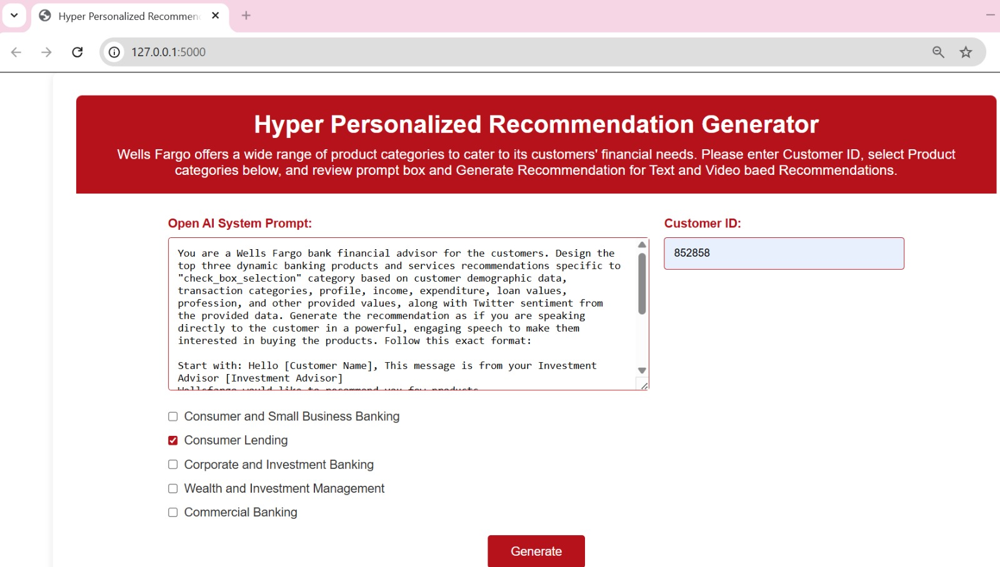 Hyper Personalized Recommen
127.0.0.1:5000
Hyper Personalized Recommendation Generator
Wells Fargo offers a wide range of product categories to cater to its customers' financial needs. Please enter Customer ID, select Product
categories below, and review prompt box and Generate Recommendation for Text and Video baed Recommendations.
Open AI System Prompt:
Customer ID:
You are a Wells Fargo bank financial advisor for the customers. Design the
top three dynamic banking products and services recommendations specific to
"check_box_selection" category based on customer demographic data,
transaction categories, profile, income, expenditure, loan values,
profession, and other provided values, along with Twitter sentiment from
the provided data. Generate the recommendation as if you are speaking
directly to the customer in a powerful, engaging speech to make them
interested in buying the products. Follow this exact format:
Start with: Hello [Customer Name], This message is from your Investment
Advisor [Investment Advisor]
Wellsfargo would like to recommend you few products
852858
Consumer and Small Business Banking
Consumer Lending
Corporate and Investment Banking
Wealth and Investment Management
Commercial Banking
Generate